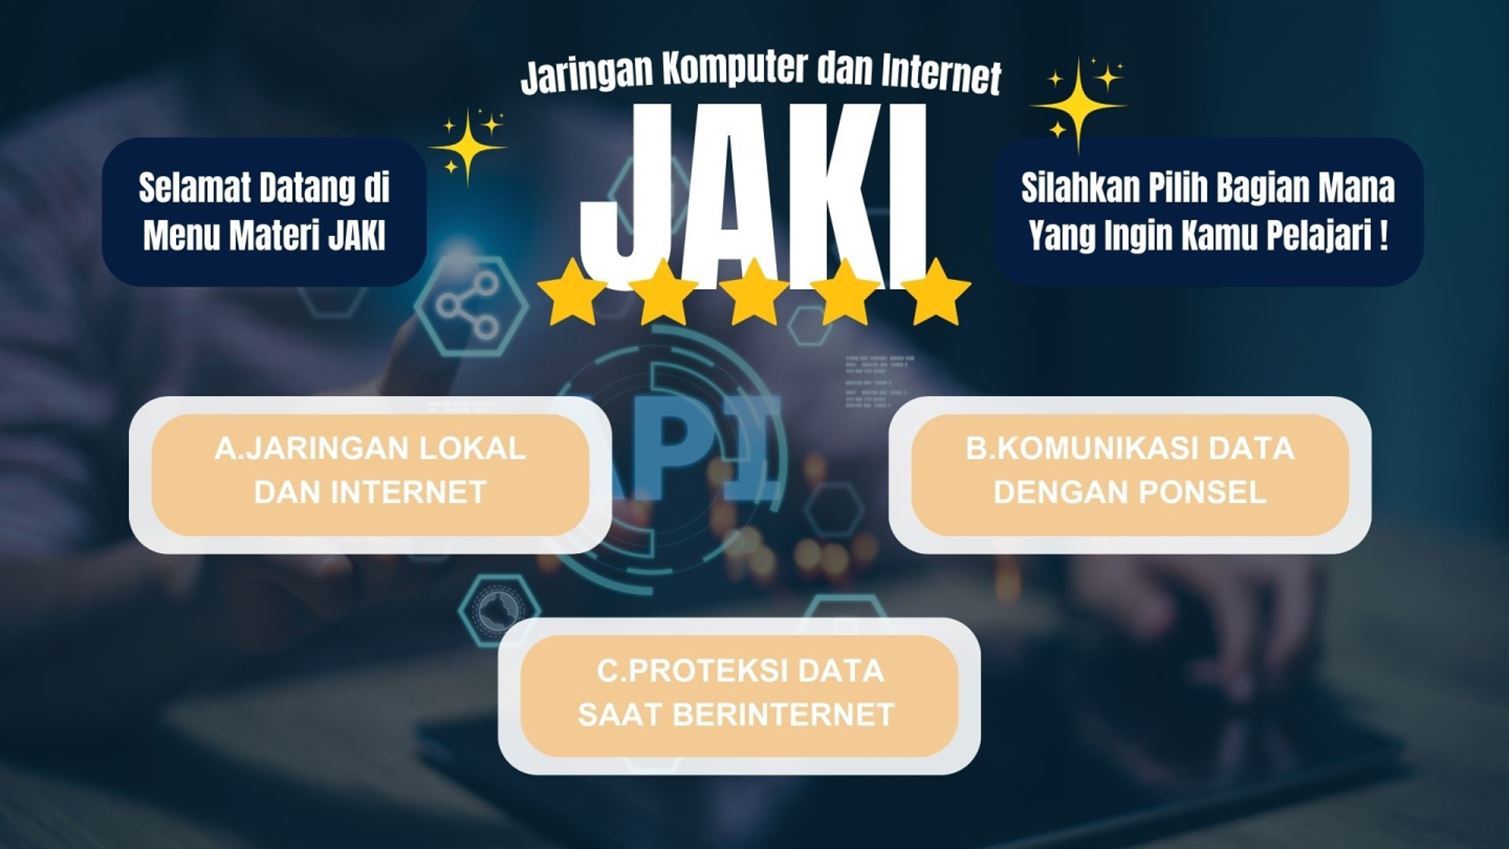 Jaringan Komputer dan Internet
JAKI
Selamat Datang di
Menu Materi JAKI
Silahkan Pilih Bagian Mana
Yang Ingin Kamu Pelajari !
API
A.JARINGAN LOKAL
DAN INTERNET
B.KOMUNIKASI DATA
DENGAN PONSEL
C.PROTEKSI DATA
SAAT BERINTERNET